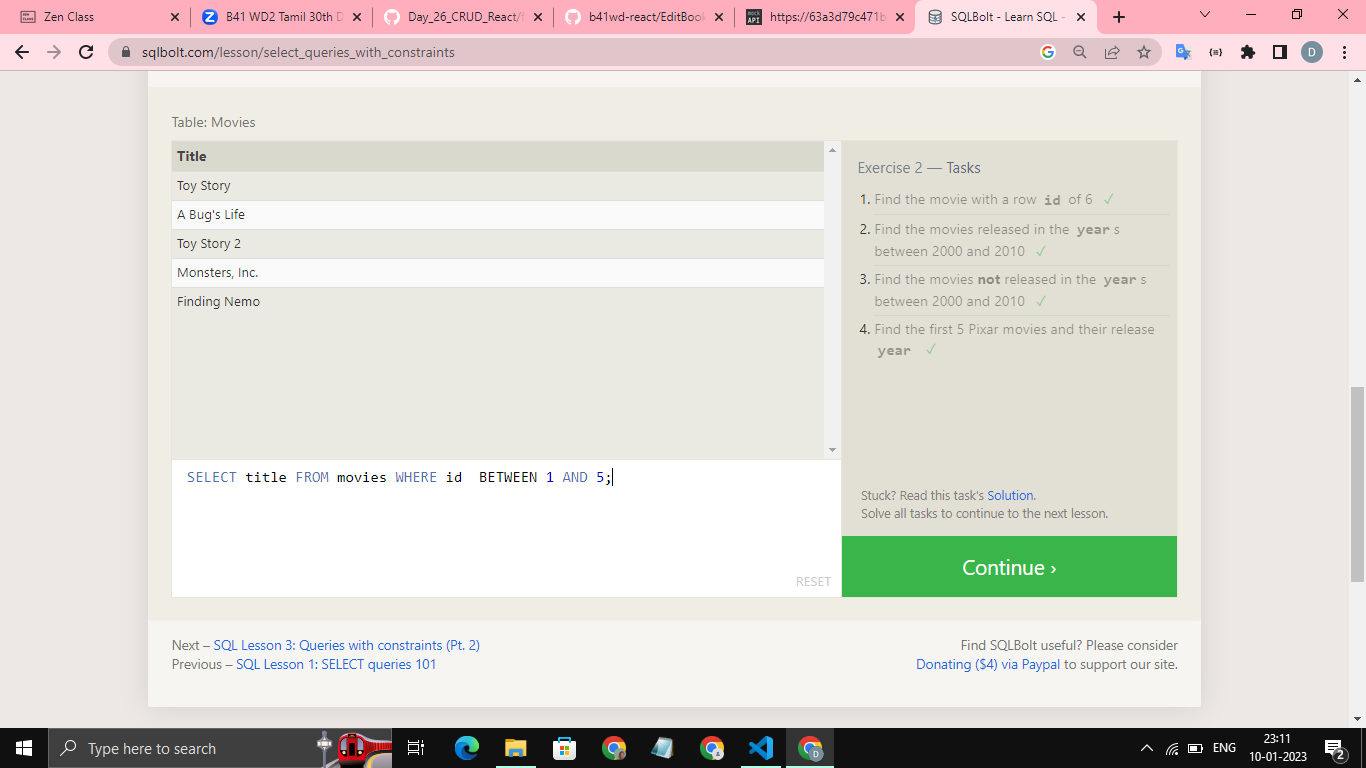 Zen Class
B41 WD2 Tamil 30th D
Day_26_CRUD_React/
b41wd-react/EditBook
https://63a3d79c471b
SQLBolt - Learn SQL -
sqlbolt.com/lesson/select_queries_with_constraints
D
Table: Movies
Title
Toy Story
A Bug's Life
Toy Story 2
Monsters, Inc.
Finding Nemo
SELECT title FROM movies WHERE id  BETWEEN 1 AND 5;
RESET
Exercise 2 — Tasks
1. Find the movie with a row id of 6 ✓
2. Find the movies released in the year s
between 2000 and 2010 ✓
3. Find the movies not released in the year s
between 2000 and 2010 ✓
4. Find the first 5 Pixar movies and their release
year ✓
Stuck? Read this task's Solution.
Solve all tasks to continue to the next lesson.
Continue ›
Next – SQL Lesson 3: Queries with constraints (Pt. 2)
Previous – SQL Lesson 1: SELECT queries 101
Find SQLBolt useful? Please consider
Donating ($4) via Paypal to support our site.
Type here to search
ENG
23:11
10-01-2023
2